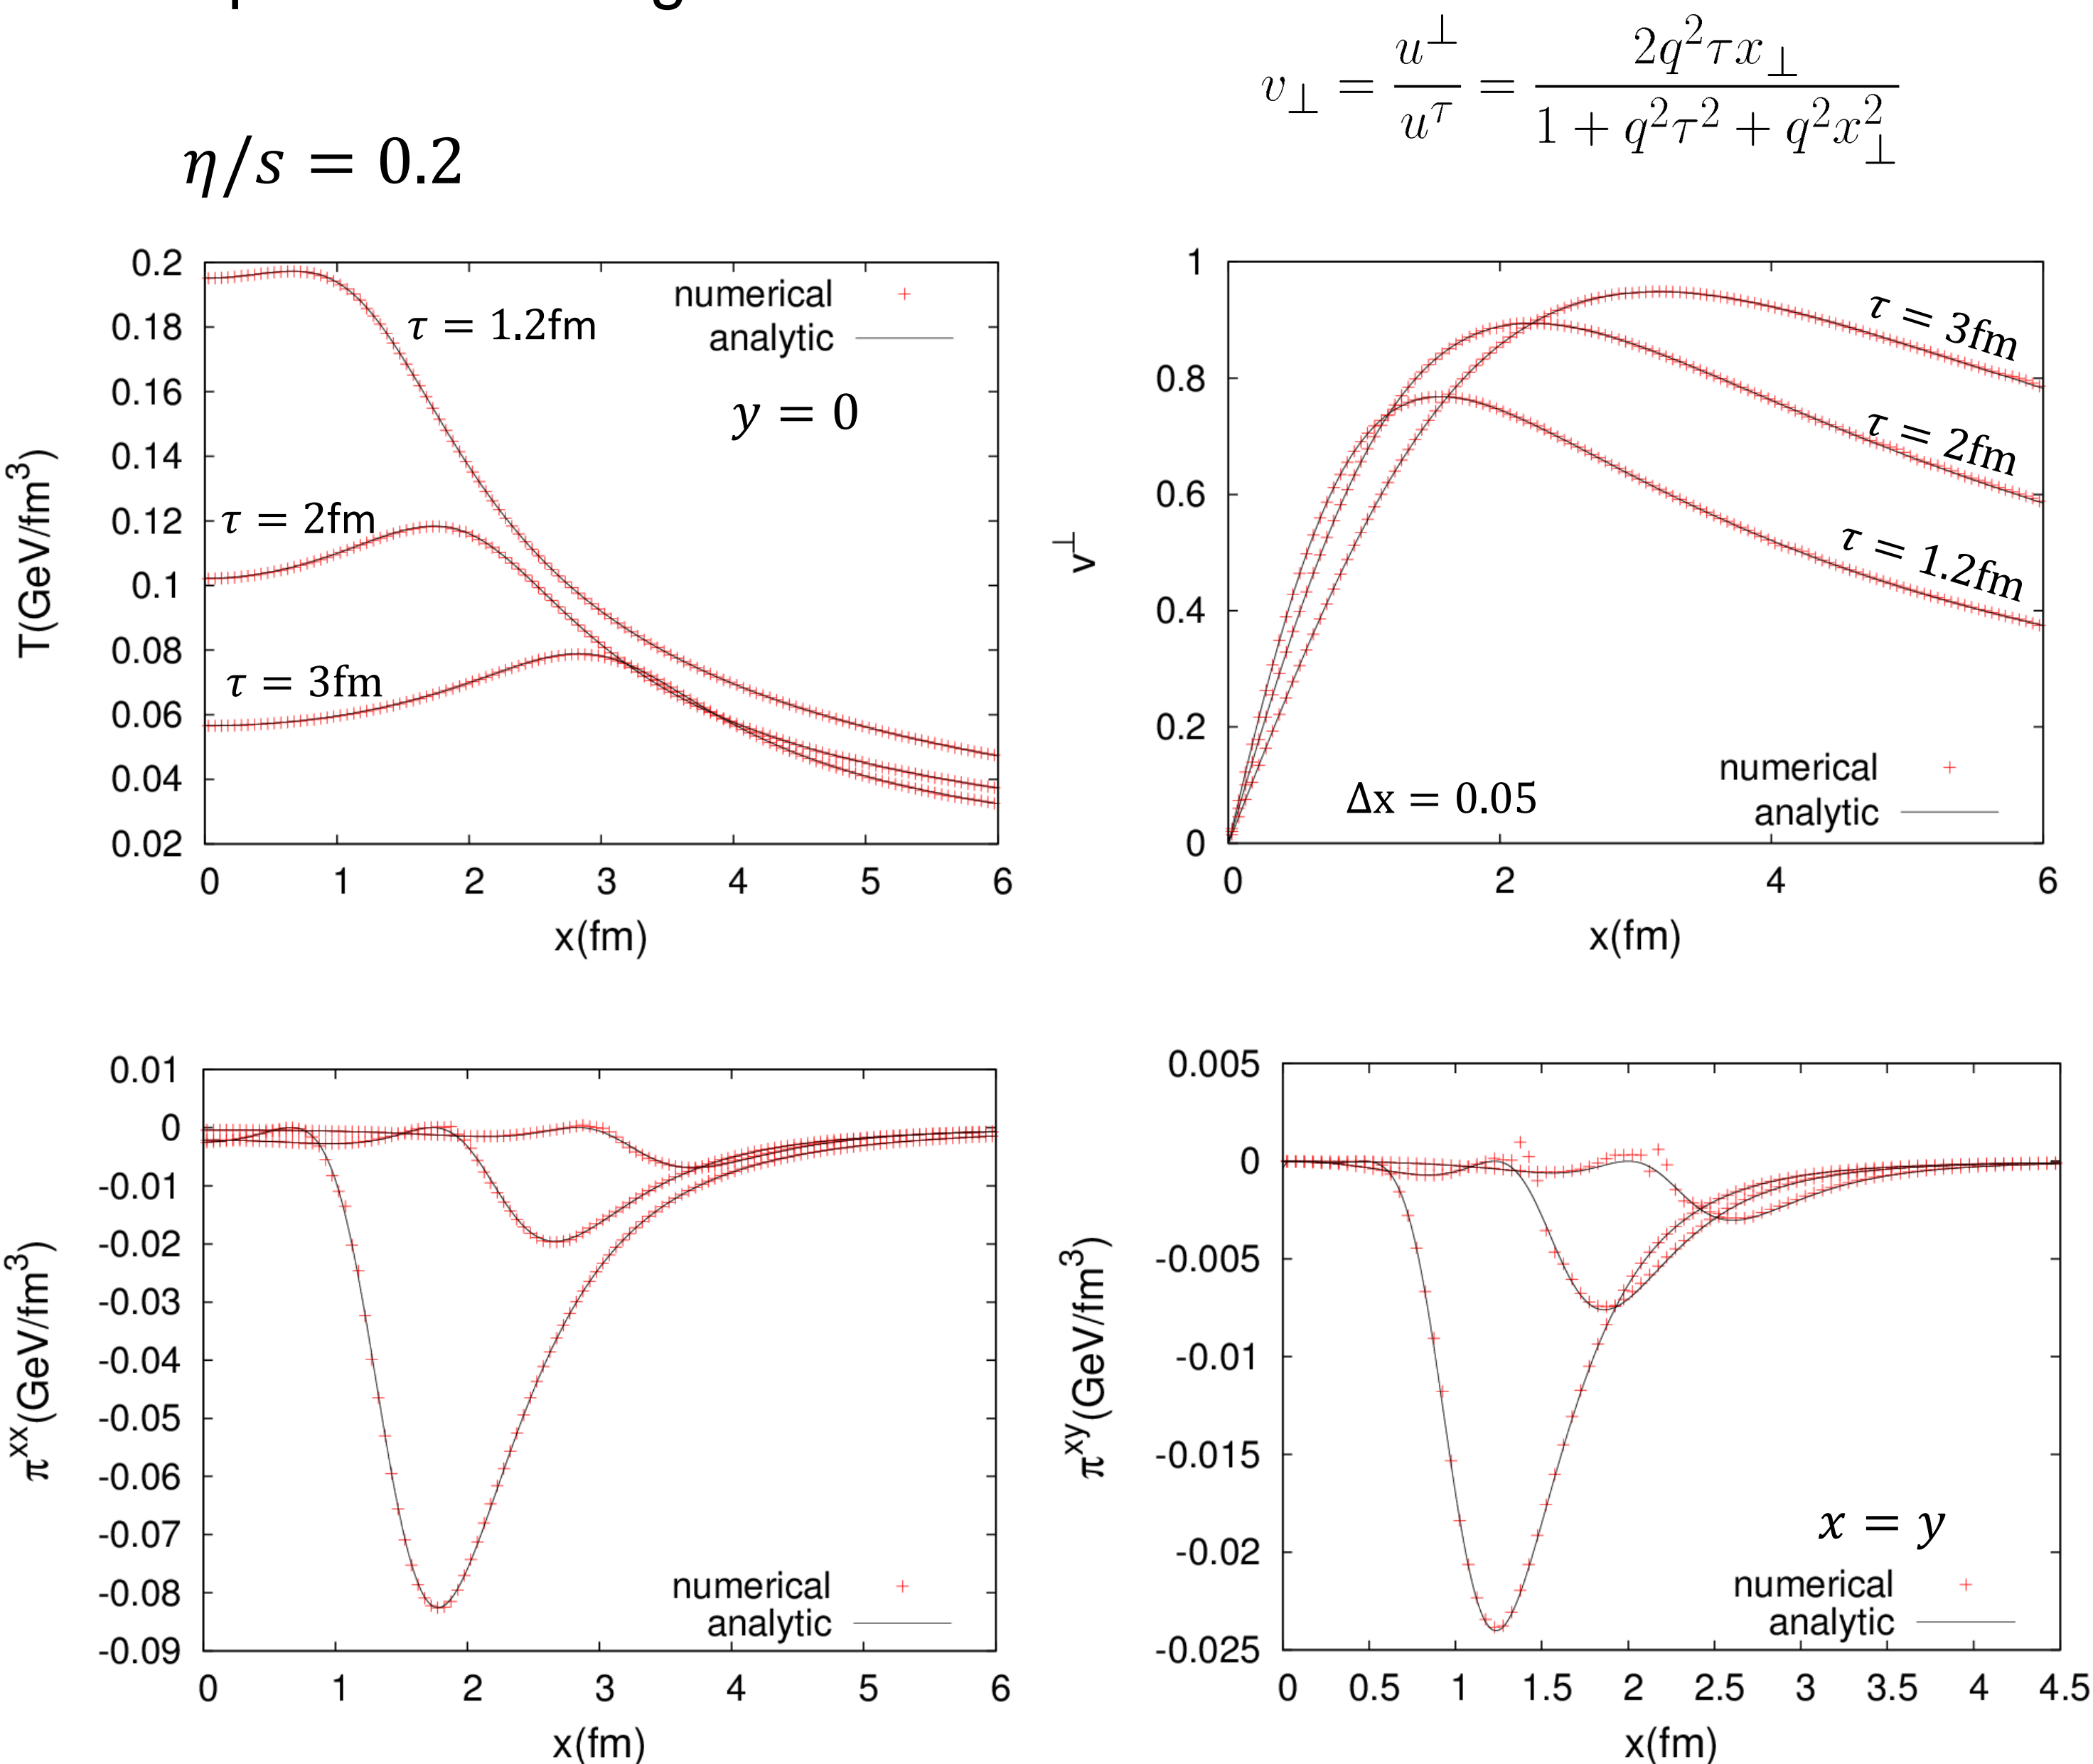 v⊥ = u^⊥ / u^τ = 2q²τx⊥ / (1 + q²τ² + q²x⊥²)
η/s = 0.2
0.2
0.18
0.16
0.14
0.12
0.1
0.08
0.06
0.04
0.02
T(GeV/fm³)
numerical
analytic
τ = 1.2fm
y = 0
τ = 2fm
τ = 3fm
0 1 2 3 4 5 6
x(fm)
1
0.8
0.6
0.4
0.2
0
v^⊥
τ = 3fm
τ = 2fm
τ = 1.2fm
Δx = 0.05
numerical
analytic
0 2 4 6
x(fm)
0.01
0
-0.01
-0.02
-0.03
-0.04
-0.05
-0.06
-0.07
-0.08
-0.09
π^xx(GeV/fm³)
numerical
analytic
0 1 2 3 4 5 6
x(fm)
0.005
0
-0.005
-0.01
-0.015
-0.02
-0.025
π^xy(GeV/fm³)
x = y
numerical
analytic
0 0.5 1 1.5 2 2.5 3 3.5 4 4.5
x(fm)